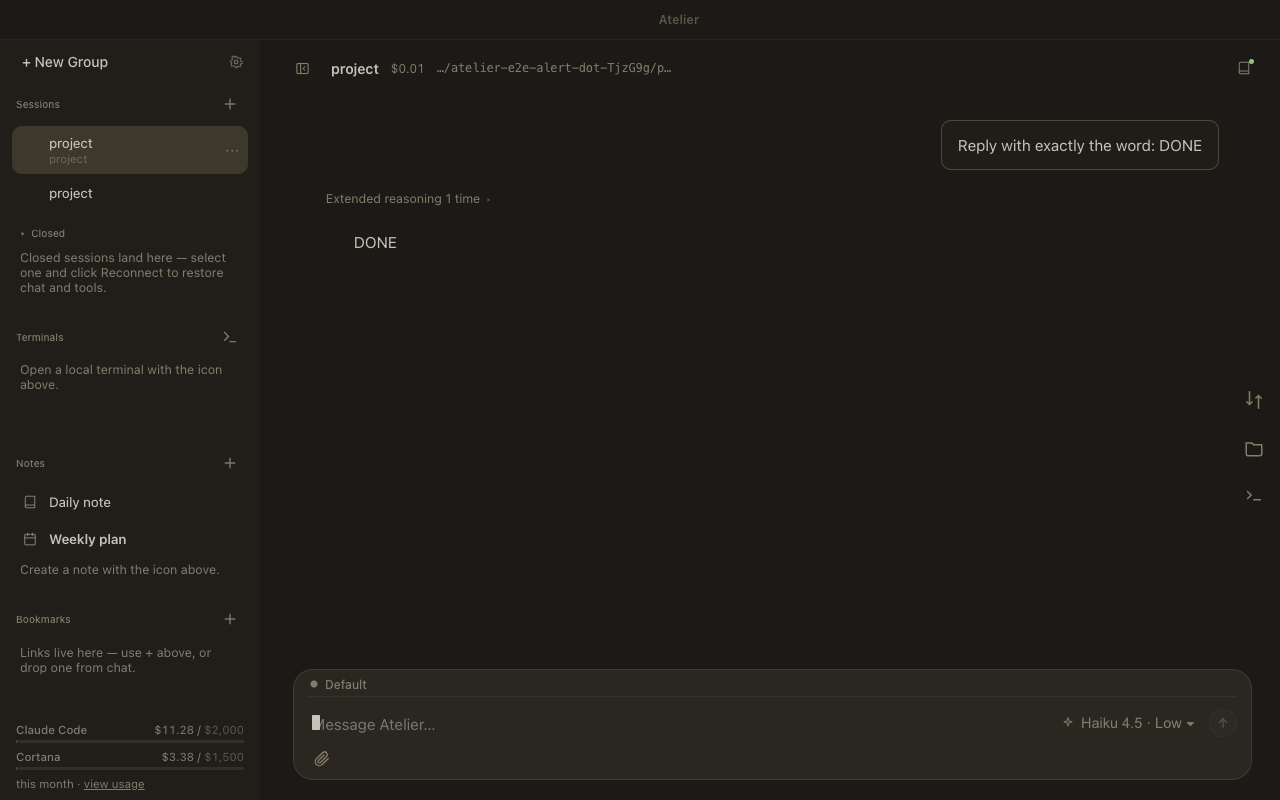 Atelier
+ New Group
Sessions
project
project
project
Closed
Closed sessions land here — select
one and click Reconnect to restore
chat and tools.
Terminals
Open a local terminal with the icon
above.
Notes
Daily note
Weekly plan
Create a note with the icon above.
Bookmarks
Links live here — use + above, or
drop one from chat.
Claude Code $11.28 / $2,000
Cortana $3.38 / $1,500
this month · view usage
project $0.01 …/atelier-e2e-alert-dot-TjzG9g/p…
Reply with exactly the word: DONE
Extended reasoning 1 time
DONE
Default
Message Atelier...
Haiku 4.5 · Low